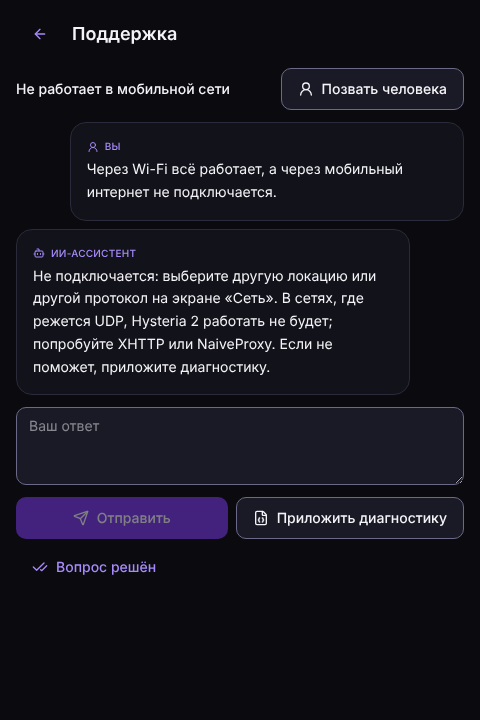 Поддержка
Не работает в мобильной сети
Позвать человека
ВЫ
Через Wi-Fi всё работает, а через мобильный
интернет не подключается.
ИИ-АССИСТЕНТ
Не подключается: выберите другую локацию или
другой протокол на экране «Сеть». В сетях, где
режется UDP, Hysteria 2 работать не будет;
попробуйте XHTTP или NaiveProxy. Если не
поможет, приложите диагностику.
Ваш ответ
Отправить
Приложить диагностику
Вопрос решён